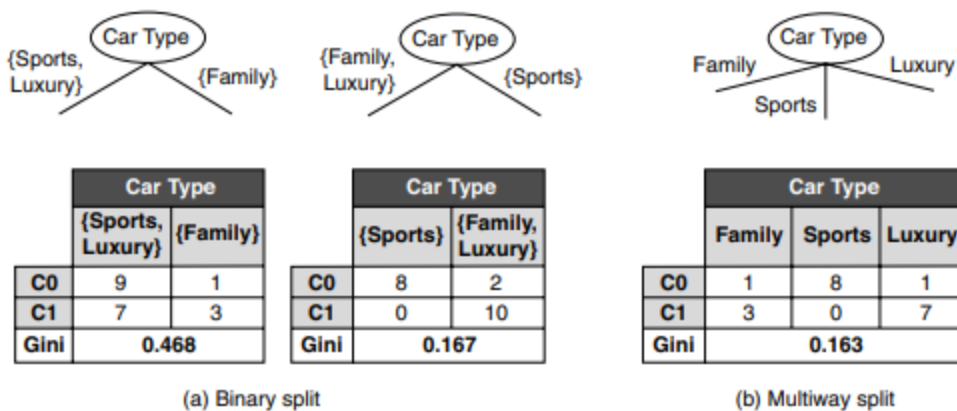 Car Type
{Sports,
Luxury}
{Family}
Car Type
{Family,
Luxury}
{Sports}
Car Type
Family
Sports
Luxury
Car Type
{Sports,
Luxury} {Family}
C0 9 1
C1 7 3
Gini 0.468
Car Type
{Sports} {Family,
Luxury}
C0 8 2
C1 0 10
Gini 0.167
(a) Binary split
Car Type
Family Sports Luxury
C0 1 8 1
C1 3 0 7
Gini 0.163
(b) Multiway split